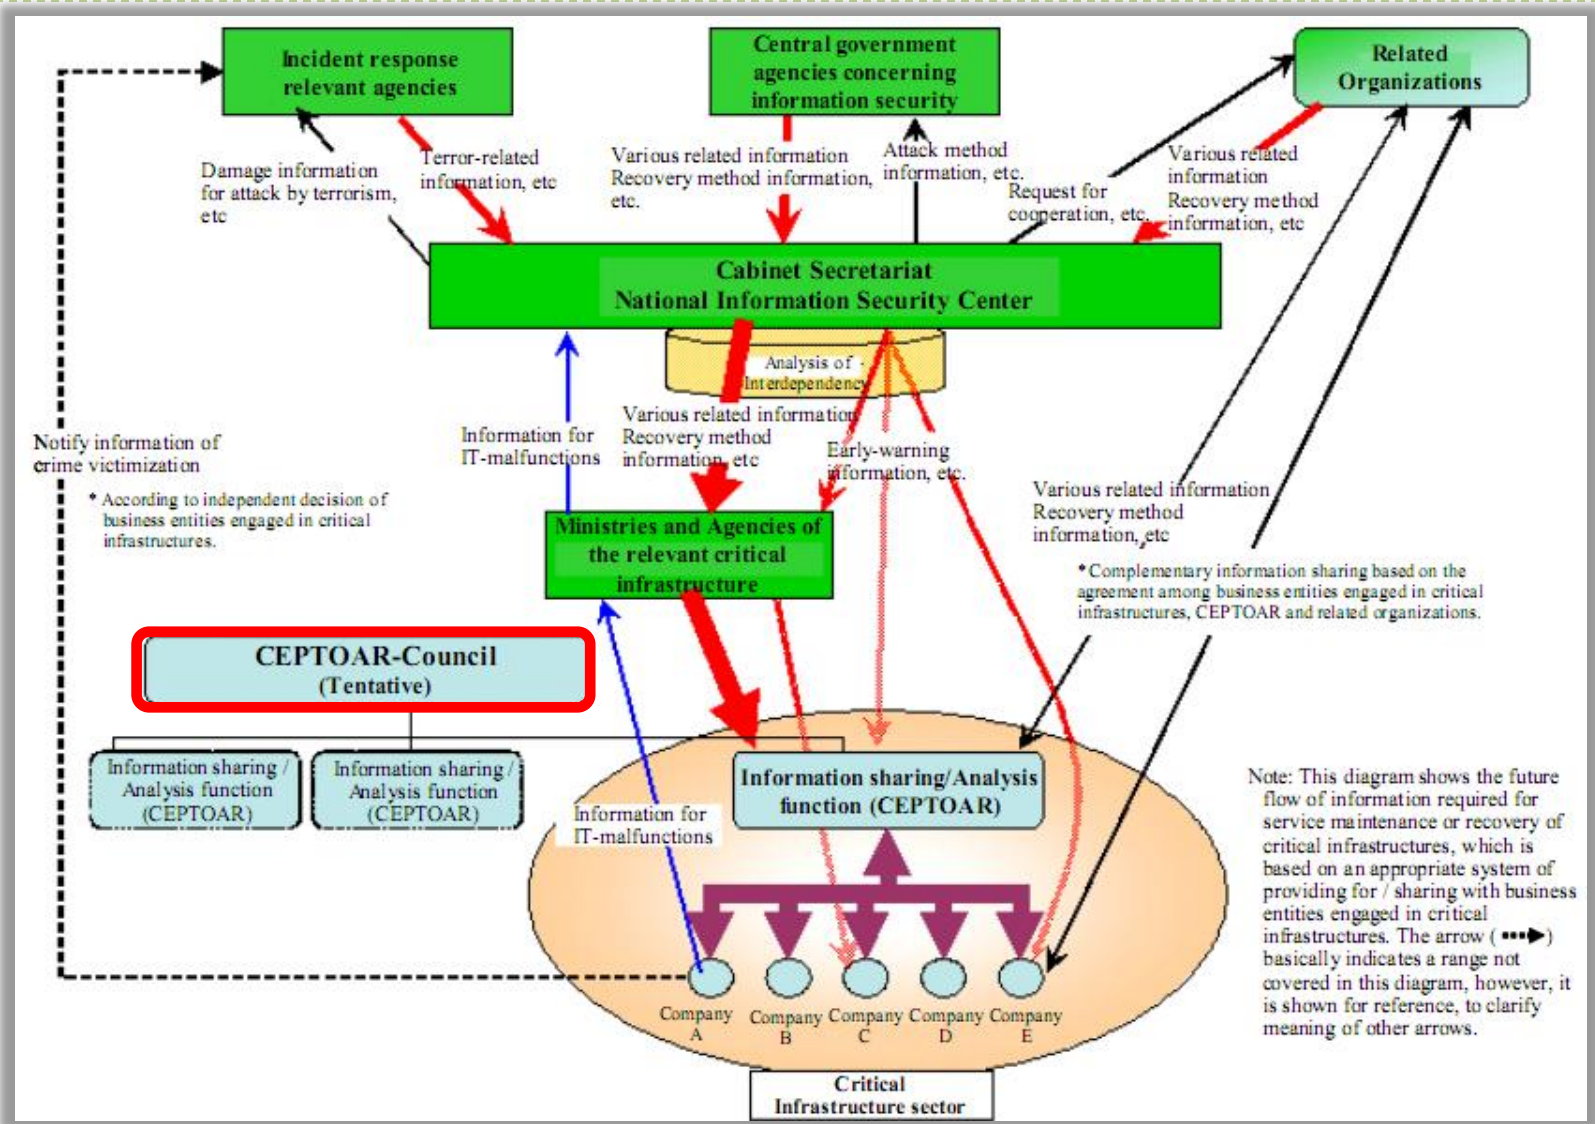 Incident response
relevant agencies
Central government
agencies concerning
information security
Related
Organizations
Damage information
for attack by terrorism,
etc
Terror-related
information, etc
Various related information
Recovery method information,
etc.
Attack method
information, etc.
Request for
cooperation, etc.
Various related
information
Recovery method
information, etc
Cabinet Secretariat
National Information Security Center
Analysis of
Interdependency
Notify information of
crime victimization
* According to independent decision of
business entities engaged in critical
infrastructures.
Information for
IT-malfunctions
Various related information
Recovery method
information, etc
Early-warning
information, etc.
Various related information
Recovery method
information, etc
*Complementary information sharing based on the
agreement among business entities engaged in critical
infrastructures, CEPTOAR and related organizations.
Ministries and Agencies of
the relevant critical
infrastructure
CEPTOAR-Council
(Tentative)
Information sharing /
Analysis function
(CEPTOAR)
Information sharing /
Analysis function
(CEPTOAR)
Information sharing/Analysis
function (CEPTOAR)
Information for
IT-malfunctions
Company
A
Company
B
Company
C
Company
D
Company
E
Critical
Infrastructure sector
Note: This diagram shows the future
flow of information required for
service maintenance or recovery of
critical infrastructures, which is
based on an appropriate system of
providing for / sharing with business
entities engaged in critical
infrastructures. The arrow ( )
basically indicates a range not
covered in this diagram, however, it
is shown for reference, to clarify
meaning of other arrows.